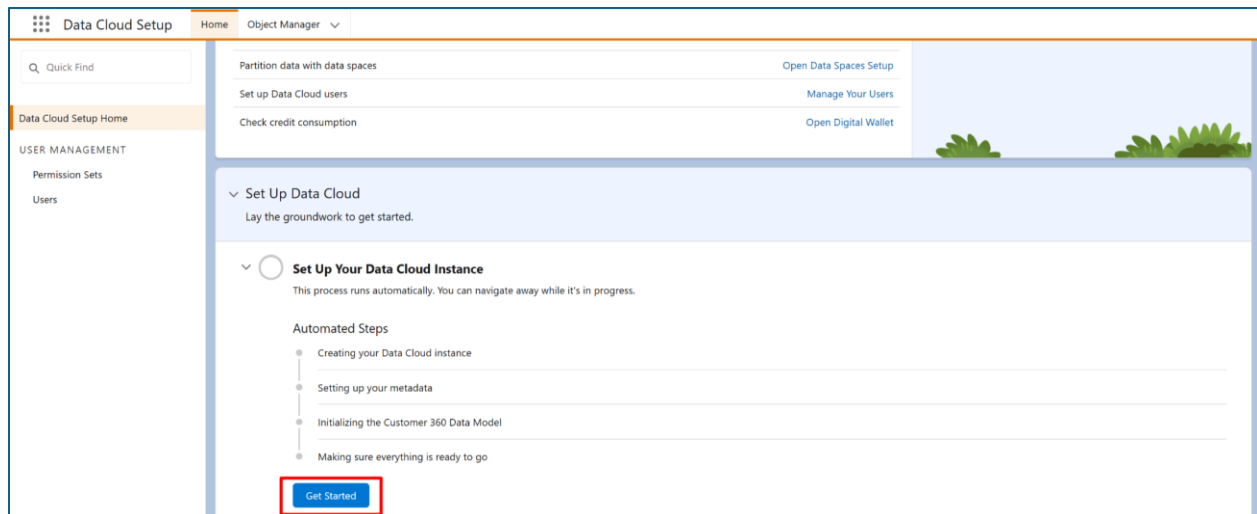 Data Cloud Setup
Home
Object Manager
Quick Find
Data Cloud Setup Home
USER MANAGEMENT
Permission Sets
Users
Partition data with data spaces
Open Data Spaces Setup
Set up Data Cloud users
Manage Your Users
Check credit consumption
Open Digital Wallet
Set Up Data Cloud
Lay the groundwork to get started.
Set Up Your Data Cloud Instance
This process runs automatically. You can navigate away while it's in progress.
Automated Steps
Creating your Data Cloud instance
Setting up your metadata
Initializing the Customer 360 Data Model
Making sure everything is ready to go
Get Started